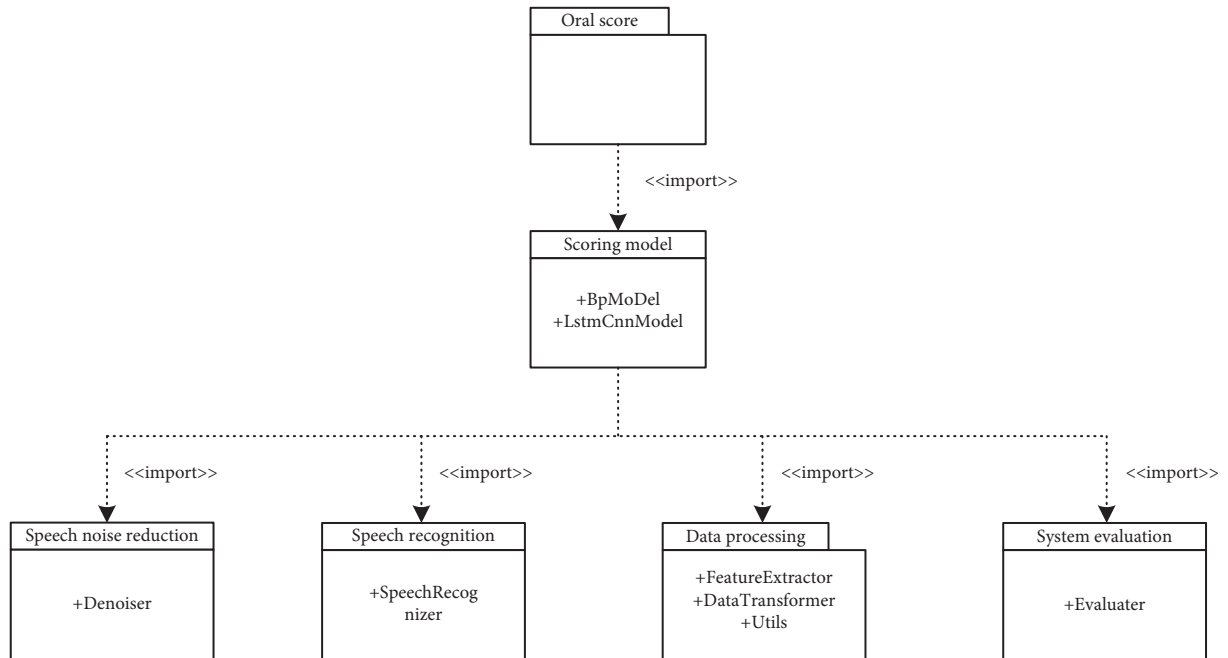 Oral score
<<import>>
Scoring model
+BpMoDel
+LstmCnnModel
<<import>>
<<import>>
<<import>>
<<import>>
Speech noise reduction
Speech recognition
Data processing
System evaluation
+Denoiser
+SpeechRecog
nizer
+FeatureExtractor
+DataTransformer
+Utils
+Evaluater